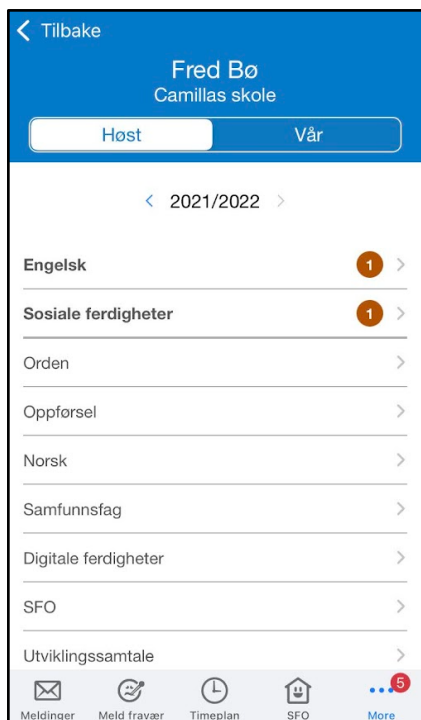 Tilbake
Fred Bø
Camillas skole
Høst Vår
2021/2022
Engelsk 1
Sosiale ferdigheter 1
Orden
Oppførsel
Norsk
Samfunnsfag
Digitale ferdigheter
SFO
Utviklingssamtale
5
Meldinger Meld fravær Timeplan SFO More